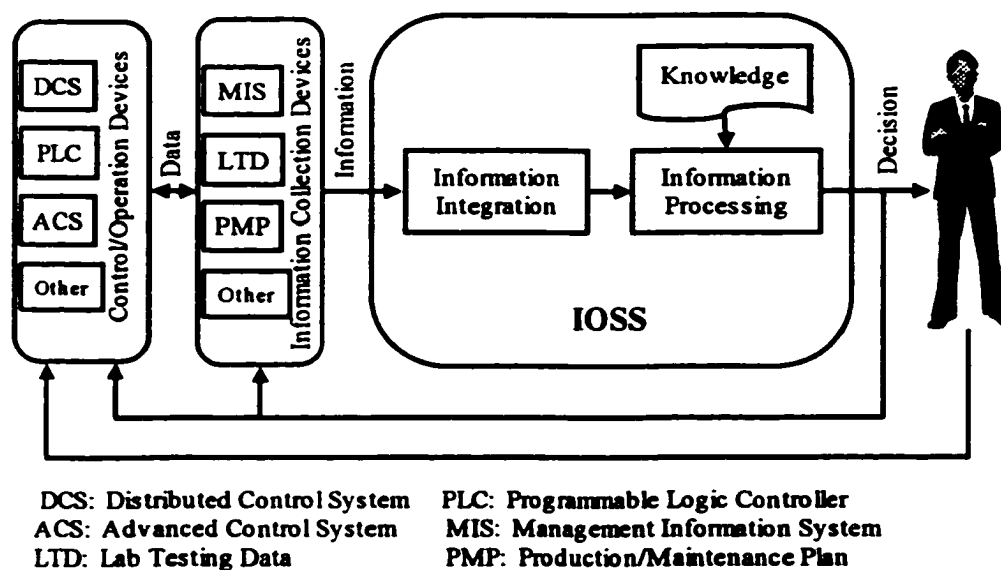 DCS
PLC
ACS
Other
Control/Operation Devices
Data
MIS
LTD
PMP
Other
Information Collection Devices
Information
Knowledge
Information
Integration
Information
Processing
IOSS
Decision
DCS: Distributed Control System PLC: Programmable Logic Controller
ACS: Advanced Control System MIS: Management Information System
LTD: Lab Testing Data PMP: Production/Maintenance Plan